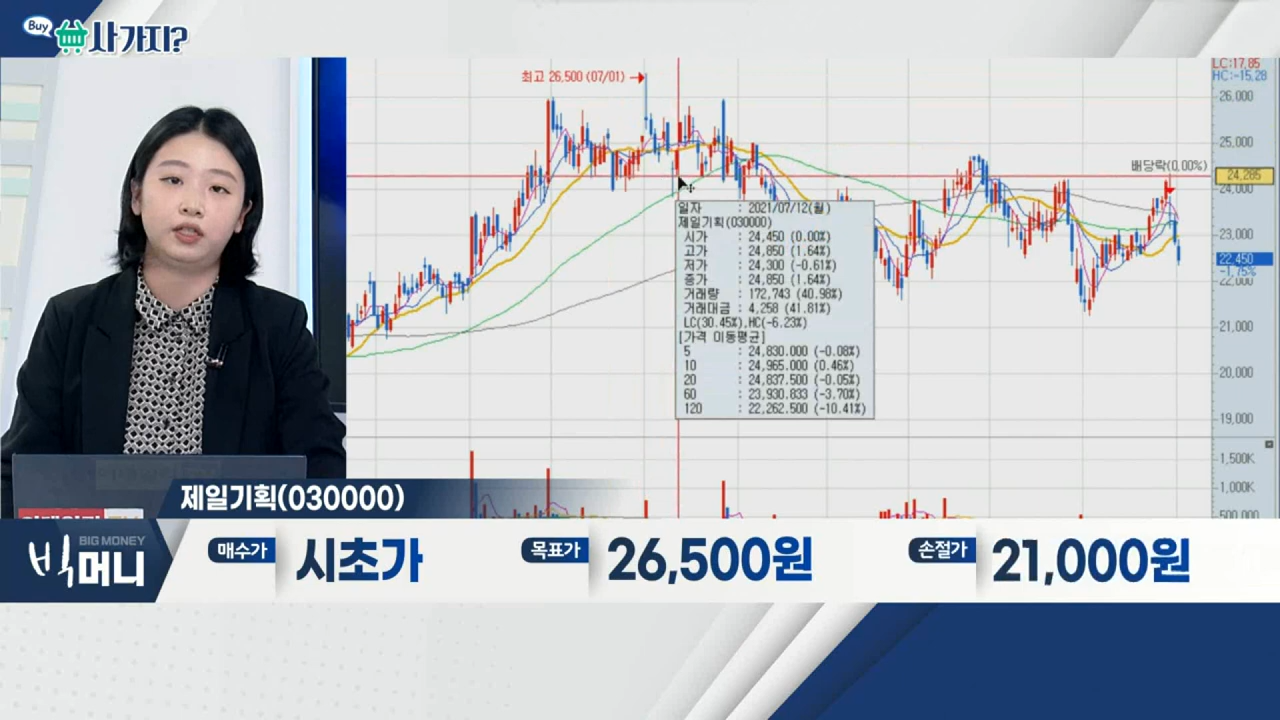 Buy
사가지?
최고 26,500 (07/01)
LC:17.85
HC:-15.28
26,000
25,000
배당락(0,00%)
24,285
24,000
23,000
22,450
-1,75%
22,000
21,000
20,000
19,000
1,500K
1,000K
500,000
일자 : 2021/07/12(월)
제일기획(030000)
시가 : 24,450 (0.00%)
고가 : 24,850 (1.64%)
저가 : 24,300 (-0.61%)
종가 : 24,850 (1.64%)
거래량 : 172,743 (40.98%)
거래대금 : 4,258 (41.81%)
LC(30.45%),HC(-6.23%)
[가격 이동평균]
5 : 24,830.000 (-0.08%)
10 : 24,965.000 (0.46%)
20 : 24,837.500 (-0.05%)
60 : 23,930.833 (-3.70%)
120 : 22,262.500 (-10.41%)
제일기획(030000)
BIG MONEY
빅머니
매수가 시초가
목표가 26,500원
손절가 21,000원